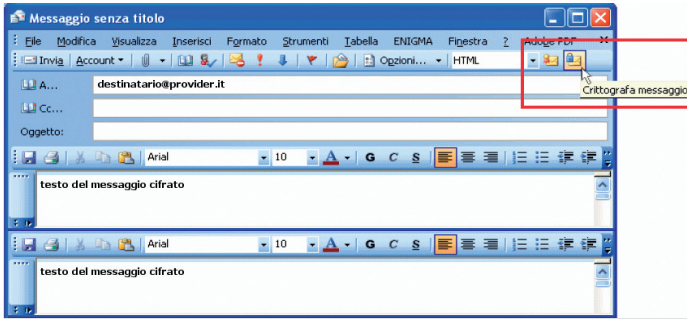 Messaggio senza titolo
File Modifica Visualizza Inserisci Formato Strumenti Tabella ENIGMA Finestra ? Adobe PDF
Invia Account Opzioni... HTML
A... destinatario@provider.it
Crittografa messaggio
Cc...
Oggetto:
Arial 10 A G C S
testo del messaggio cifrato
Arial 10 A G C S
testo del messaggio cifrato